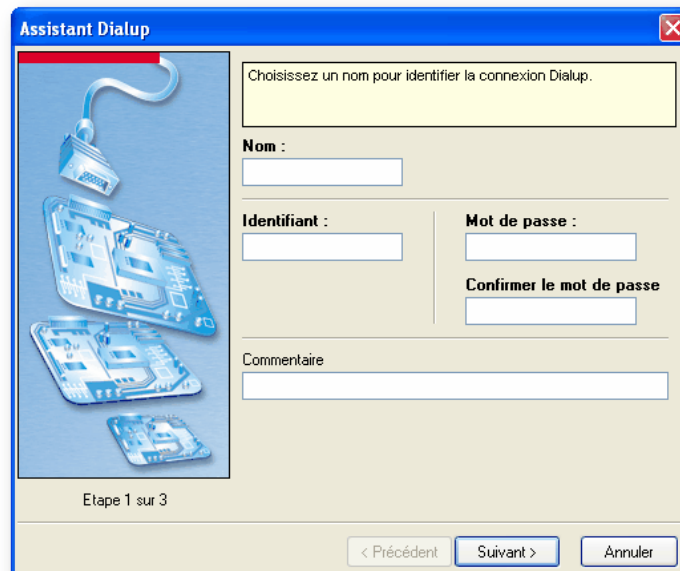 Assistant Dialup
Choisissez un nom pour identifier la connexion Dialup.
Nom :
Identifiant :
Mot de passe :
Confirmer le mot de passe
Commentaire
Etape 1 sur 3
< Précédent
Suivant >
Annuler